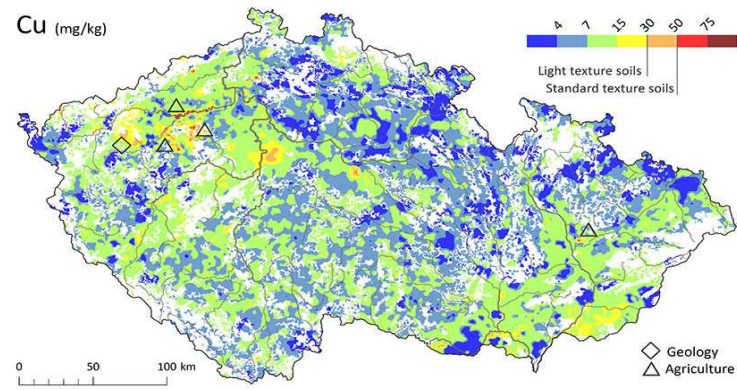 Cu (mg/kg)
4 7 15 30 50 75
Light texture soils
Standard texture soils
0 50 100 km
Geology
Agriculture